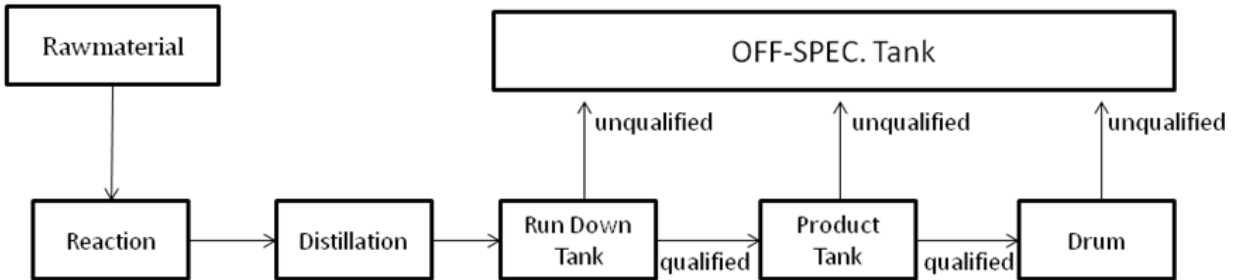 Rawmaterial
OFF-SPEC. Tank
unqualified
unqualified
unqualified
Reaction
Distillation
Run Down
Tank
qualified
Product
Tank
qualified
Drum